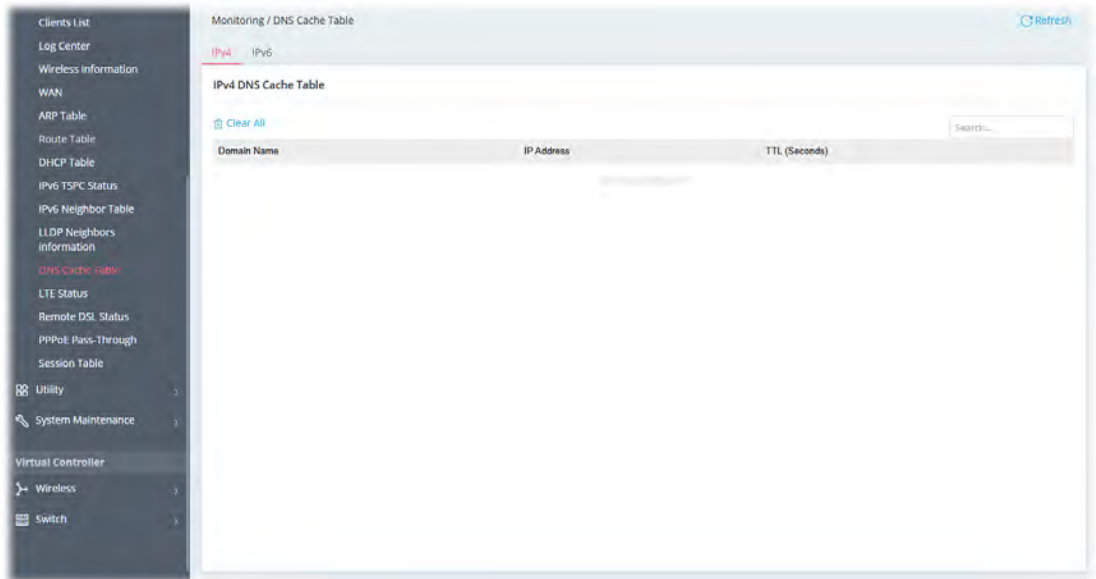 Clients List
Log Center
Wireless Information
WAN
ARP Table
Route Table
DHCP Table
IPv6 TSPC Status
IPv6 Neighbor Table
LLDP Neighbors
Information
DNS Cache Table
LTE Status
Remote DSL Status
PPPoE Pass-Through
Session Table
Utility
System Maintenance
Virtual Controller
Wireless
Switch
Monitoring / DNS Cache Table
Refresh
IPv4 IPv6
IPv4 DNS Cache Table
Clear All
Search...
Domain Name IP Address TTL (Seconds)